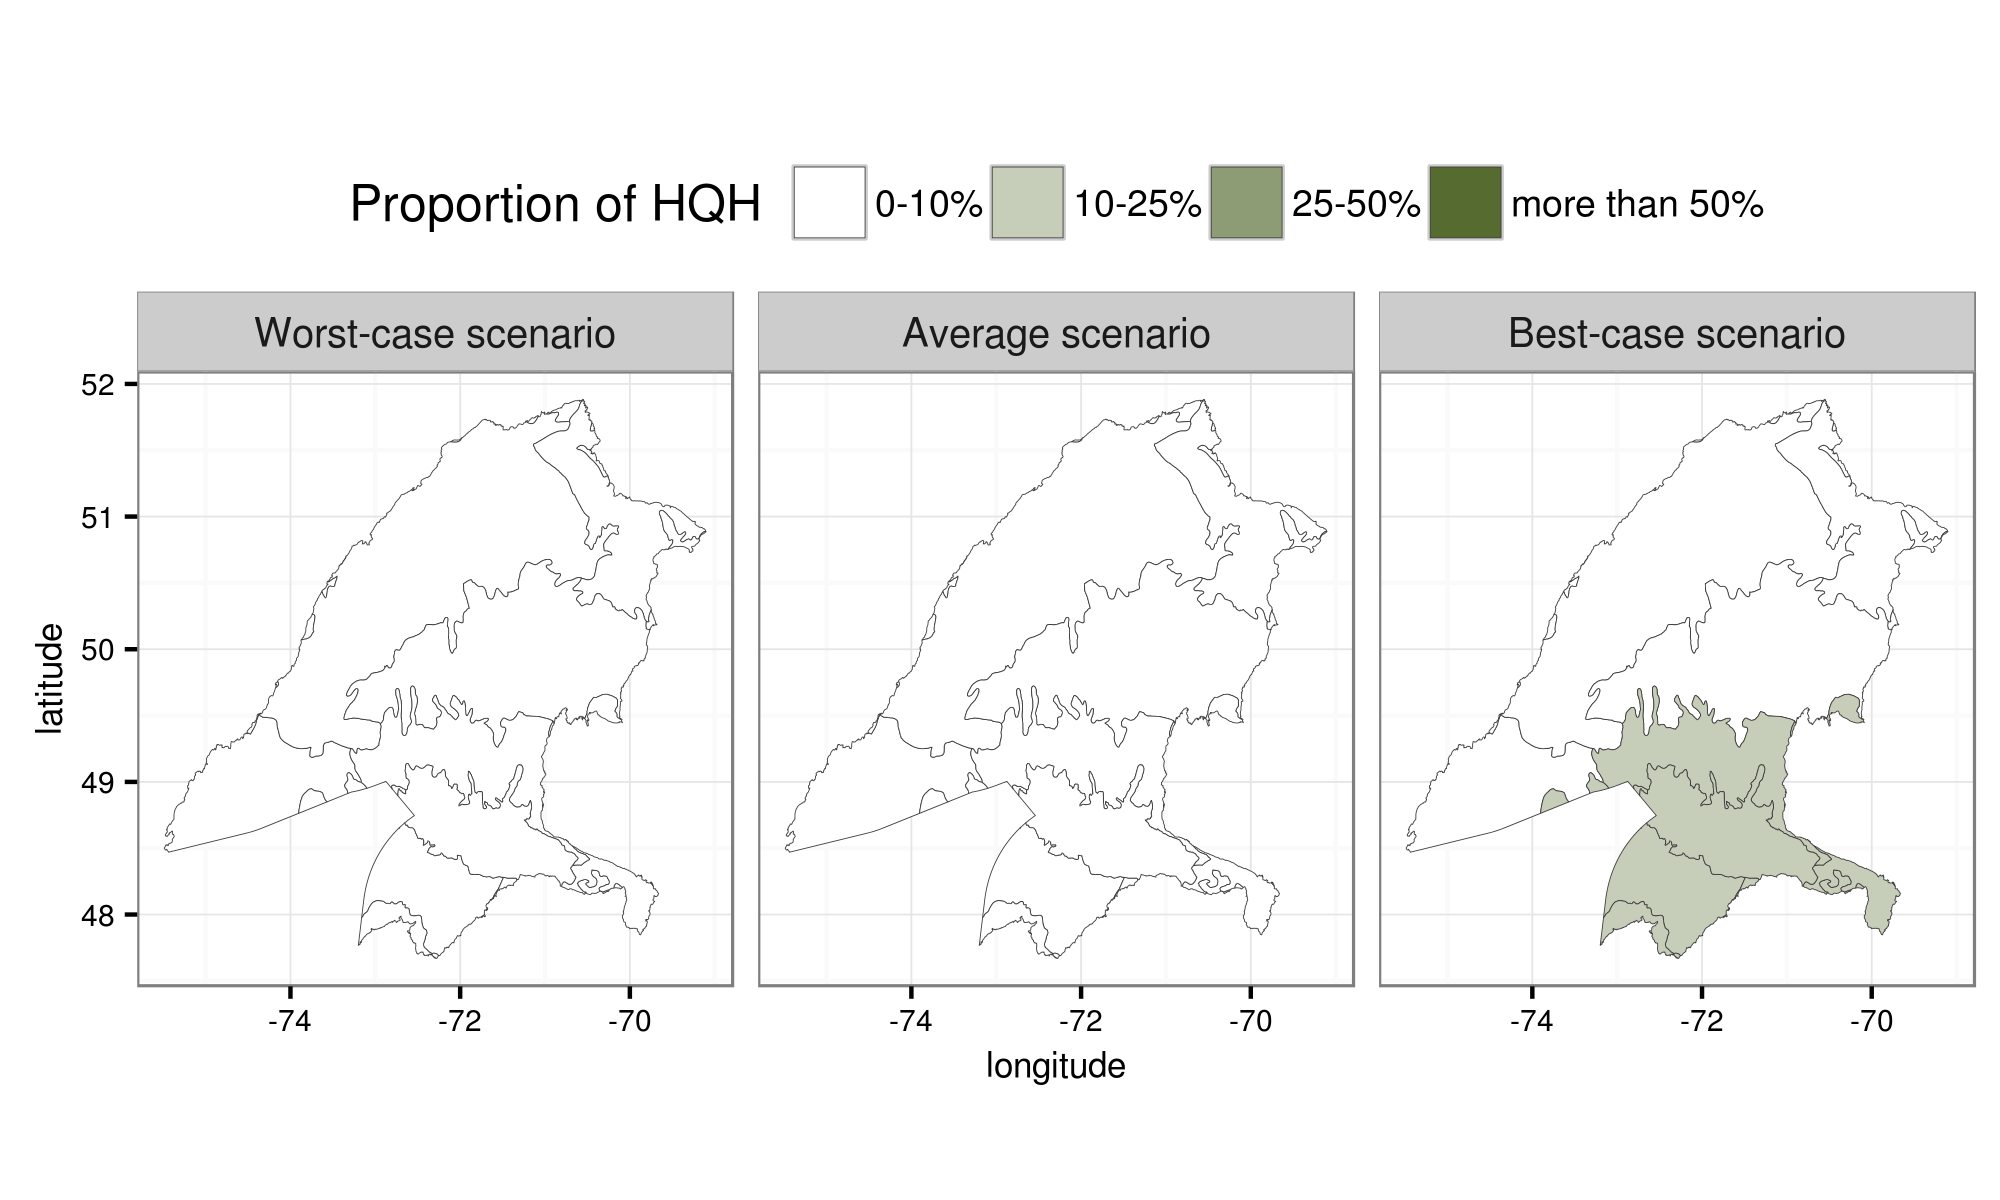 Proportion of HQH 0-10% 10-25% 25-50% more than 50%
Worst-case scenario Average scenario Best-case scenario
52
51
50
49
48
latitude
-74 -72 -70 -74 -72 -70 -74 -72 -70
longitude